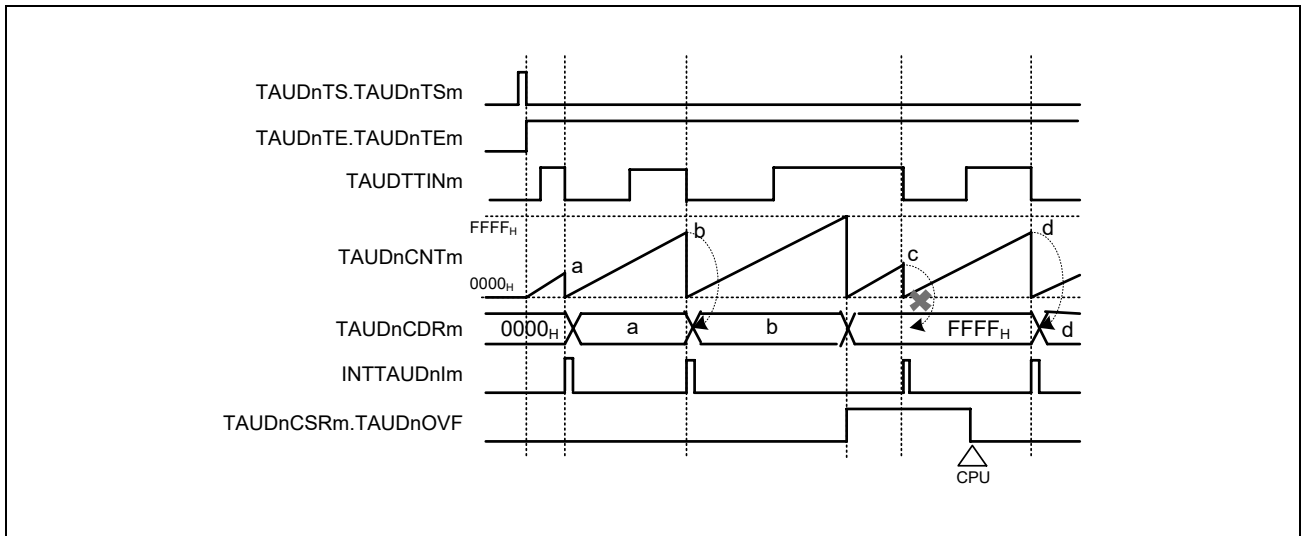 TAUDnTS.TAUDnTSm
TAUDnTE.TAUDnTEm
TAUDTTINm
FFFFH
b
d
TAUDnCNTm
a
c
0000H
TAUDnCDRm
0000H
a
b
FFFFH
d
INTTAUDnIm
TAUDnCSRm.TAUDnOVF
CPU